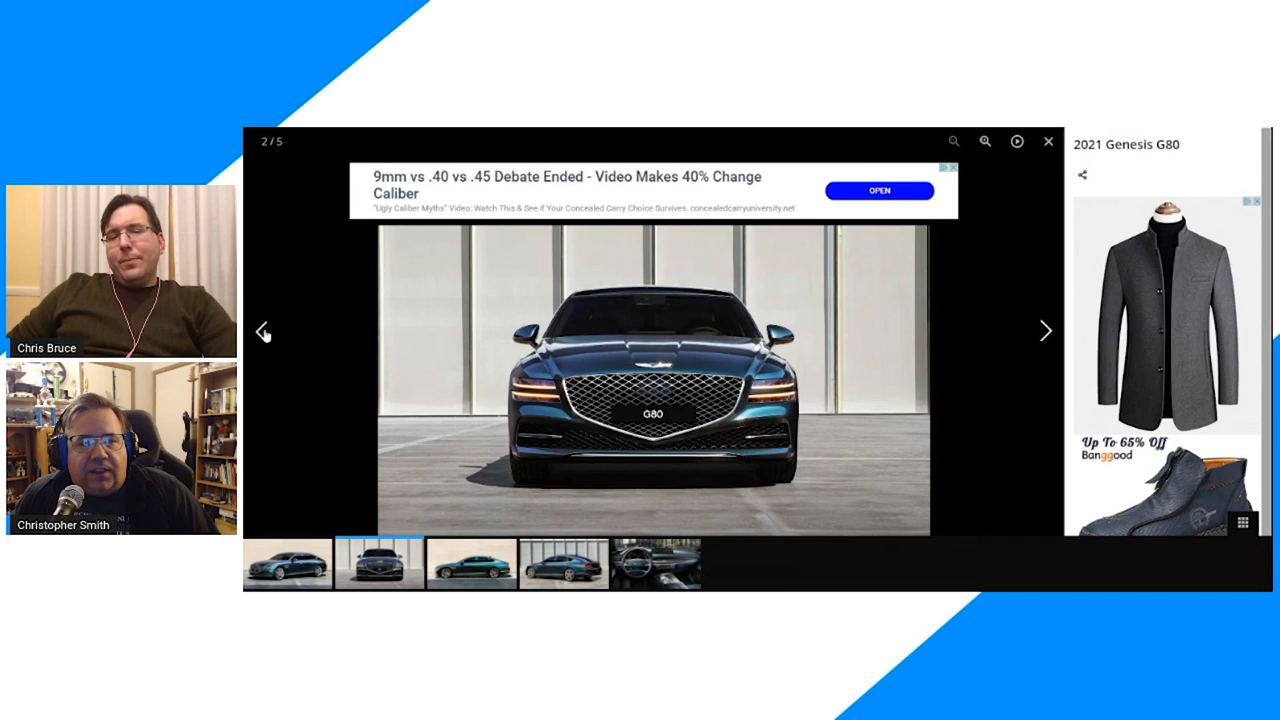 2 / 5
2021 Genesis G80
9mm vs .40 vs .45 Debate Ended - Video Makes 40% Change
Caliber
OPEN
"Ugly Caliber Myths" Video: Watch This & See if Your Concealed Carry Choice Survives. concealedcarryuniversity.net
Chris Bruce
G80
Up To 65% Off
Banggood
Christopher Smith